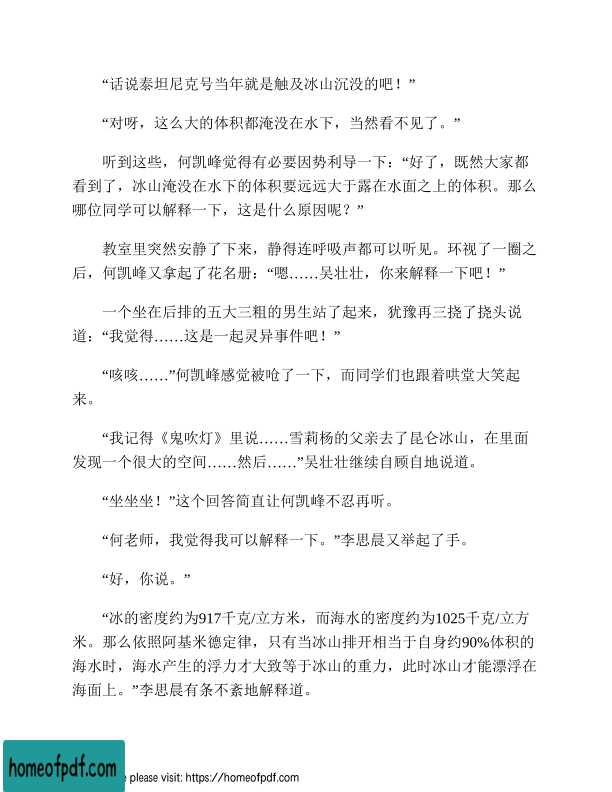 “话说泰坦尼克号当年就是触及冰山沉没的吧！”
“对呀，这么大的体积都淹没在水下，当然看不见了。”
听到这些，何凯峰觉得有必要因势利导一下：“好了，既然大家都
看到了，冰山淹没在水下的体积要远远大于露在水面之上的体积。那么
哪位同学可以解释一下，这是什么原因呢？”
教室里突然安静了下来，静得连呼吸声都可以听见。环视了一圈之
后，何凯峰又拿起了花名册：“嗯……吴壮壮，你来解释一下吧！”
一个坐在后排的五大三粗的男生站了起来，犹豫再三挠了挠头说
道：“我觉得……这是一起灵异事件吧！”
“咳咳……”何凯峰感觉被呛了一下，而同学们也跟着哄堂大笑起
来。
“我记得《鬼吹灯》里说……雪莉杨的父亲去了昆仑冰山，在里面
发现一个很大的空间……然后……”吴壮壮继续自顾自地说道。
“坐坐坐！”这个回答简直让何凯峰不忍再听。
“何老师，我觉得我可以解释一下。”李思晨又举起了手。
“好，你说。”
“冰的密度约为917千克/立方米，而海水的密度约为1025千克/立方
米。那么依照阿基米德定律，只有当冰山排开相当于自身约90%体积的
海水时，海水产生的浮力才大致等于冰山的重力，此时冰山才能漂浮在
海面上。”李思晨有条不紊地解释道。
homeofpdf.com
e please visit: https://homeofpdf.com